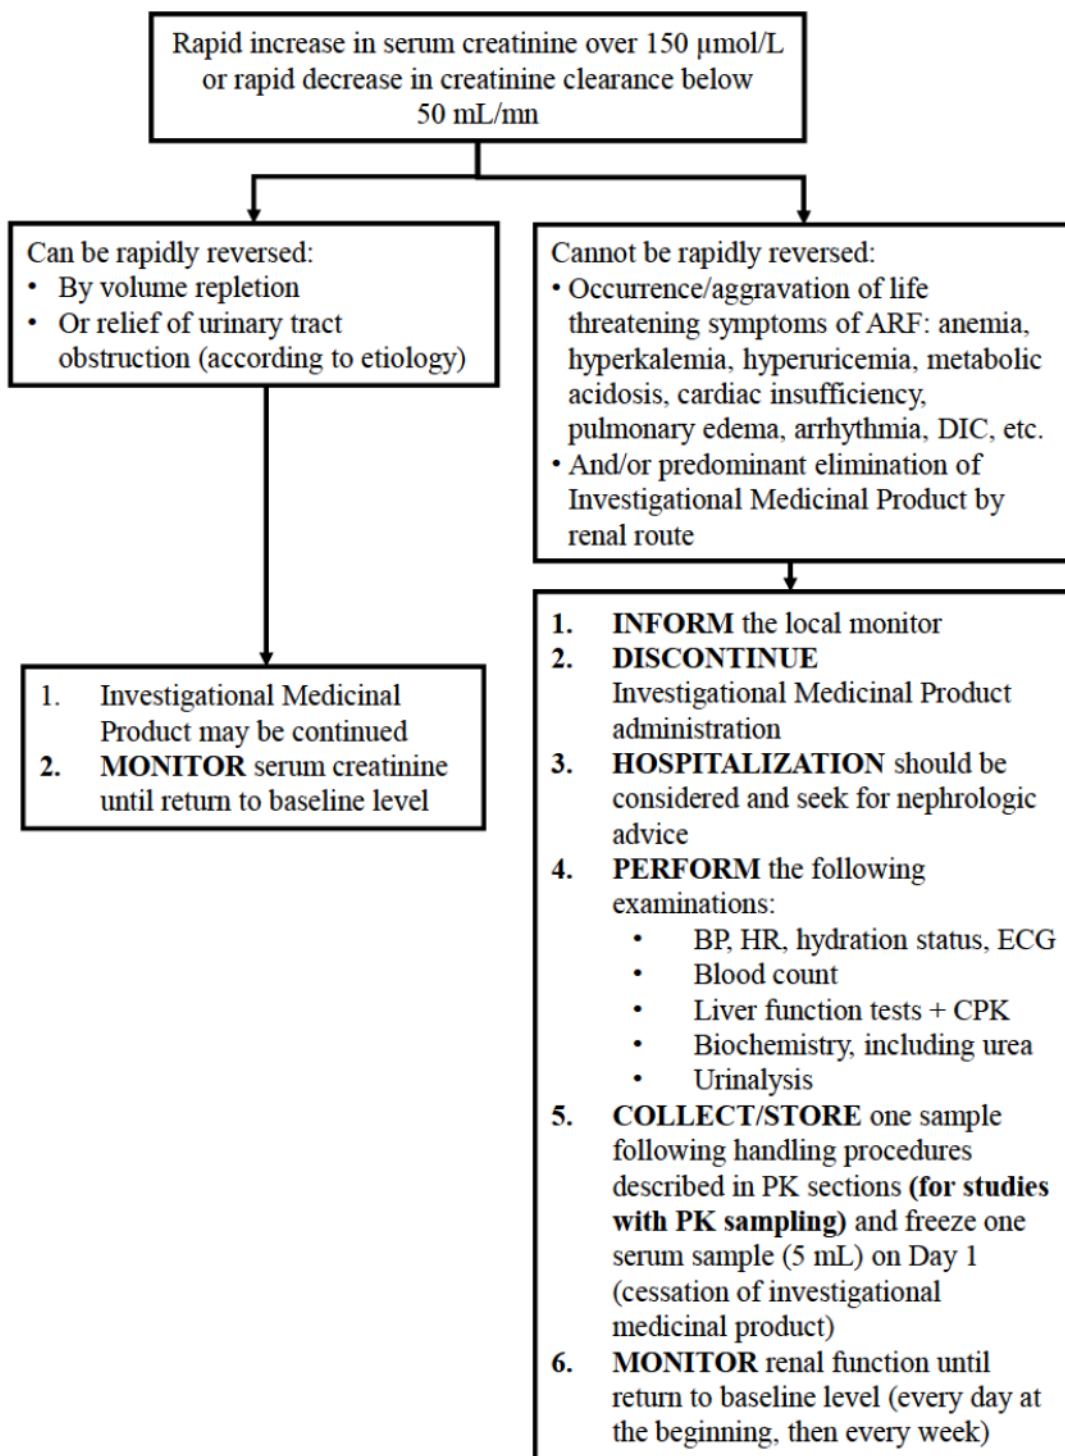 Rapid increase in serum creatinine over 150 µmol/L
or rapid decrease in creatinine clearance below
50 mL/mn
Can be rapidly reversed:
• By volume repletion
• Or relief of urinary tract
obstruction (according to etiology)
Cannot be rapidly reversed:
• Occurrence/aggravation of life
threatening symptoms of ARF: anemia,
hyperkalemia, hyperuricemia, metabolic
acidosis, cardiac insufficiency,
pulmonary edema, arrhythmia, DIC, etc.
• And/or predominant elimination of
Investigational Medicinal Product by
renal route
1. Investigational Medicinal
Product may be continued
2. MONITOR serum creatinine
until return to baseline level
1. INFORM the local monitor
2. DISCONTINUE
Investigational Medicinal Product
administration
3. HOSPITALIZATION should be
considered and seek for nephrologic
advice
4. PERFORM the following
examinations:
• BP, HR, hydration status, ECG
• Blood count
• Liver function tests + CPK
• Biochemistry, including urea
• Urinalysis
5. COLLECT/STORE one sample
following handling procedures
described in PK sections (for studies
with PK sampling) and freeze one
serum sample (5 mL) on Day 1
(cessation of investigational
medicinal product)
6. MONITOR renal function until
return to baseline level (every day at
the beginning, then every week)